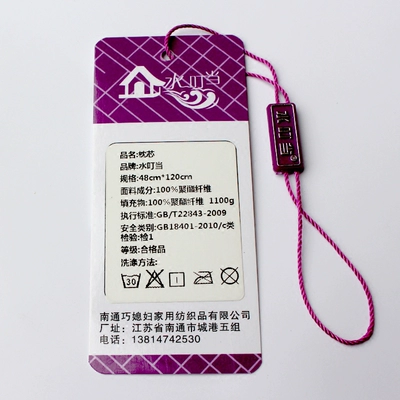 水叮当
水叮当®
品名:枕芯
品牌:水叮当
规格:48cm*120cm
面料成分:100%聚酯纤维
填充物:100%聚酯纤维 1100g
执行标准:GB/T22843-2009
安全类别:GB18401-2010/c类
检验:检1
等级:合格品
洗涤方法:
30
南通巧媳妇家用纺织品有限公司
厂址:江苏省南通市城港五组
电话:13814742530